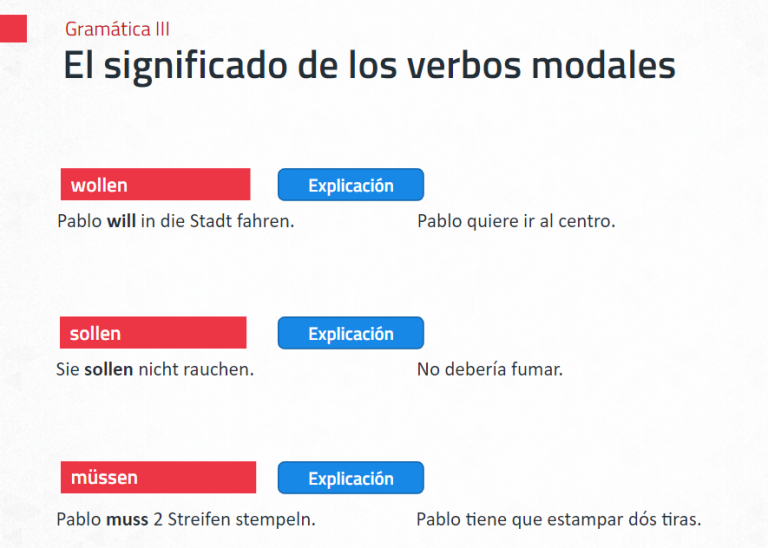 Gramática III
El significado de los verbos modales
wollen
Explicación
Pablo will in die Stadt fahren.
Pablo quiere ir al centro.
sollen
Explicación
Sie sollen nicht rauchen.
No debería fumar.
müssen
Explicación
Pablo muss 2 Streifen stempeln.
Pablo tiene que estampar dós tiras.